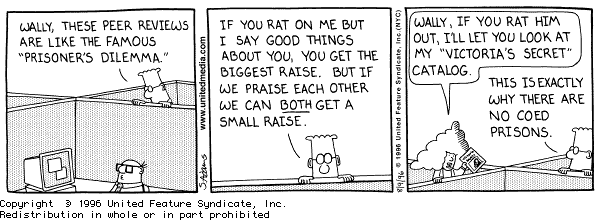 WALLY, THESE PEER REVIEWS
ARE LIKE THE FAMOUS
"PRISONER'S DILEMMA."
www.unitedmedia.com
S.Adams
IF YOU RAT ON ME BUT
I SAY GOOD THINGS
ABOUT YOU, YOU GET THE
BIGGEST RAISE. BUT IF
WE PRAISE EACH OTHER
WE CAN BOTH GET A
SMALL RAISE.
8/9/96 © 1996 United Feature Syndicate, Inc.(NYC)
WALLY, IF YOU RAT HIM
OUT, I'LL LET YOU LOOK AT
MY "VICTORIA'S SECRET"
CATALOG.
THIS IS EXACTLY
WHY THERE ARE
NO COED
PRISONS.
Copyright © 1996 United Feature Syndicate, Inc.
Redistribution in whole or in part prohibited